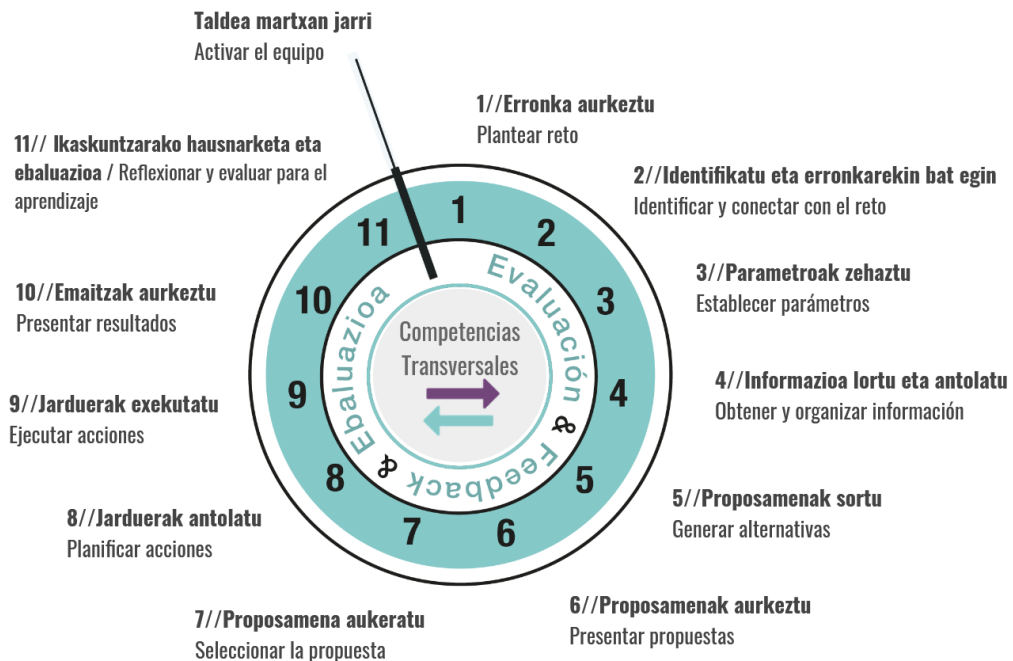 Taldea martxan jarri
Activar el equipo
1//Erronka aurkeztu
Plantear reto
2//Identifikatu eta erronkarekin bat egin
Identificar y conectar con el reto
3//Parametroak zehaztu
Establecer parámetros
4//Informazioa lortu eta antolatu
Obtener y organizar información
5//Proposamenak sortu
Generar alternativas
6//Proposamenak aurkeztu
Presentar propuestas
7//Proposamena aukeratu
Seleccionar la propuesta
8//Jarduerak antolatu
Planificar acciones
9//Jarduerak exekutatu
Ejecutar acciones
10//Emaitzak aurkeztu
Presentar resultados
11// Ikaskuntzarako hausnarketa eta
ebaluazioa / Reflexionar y evaluar para el
aprendizaje
1
2
3
4
5
6
7
8
9
10
11
Evaluación & Feedback & Ebaluazioa
Competencias
Transversales